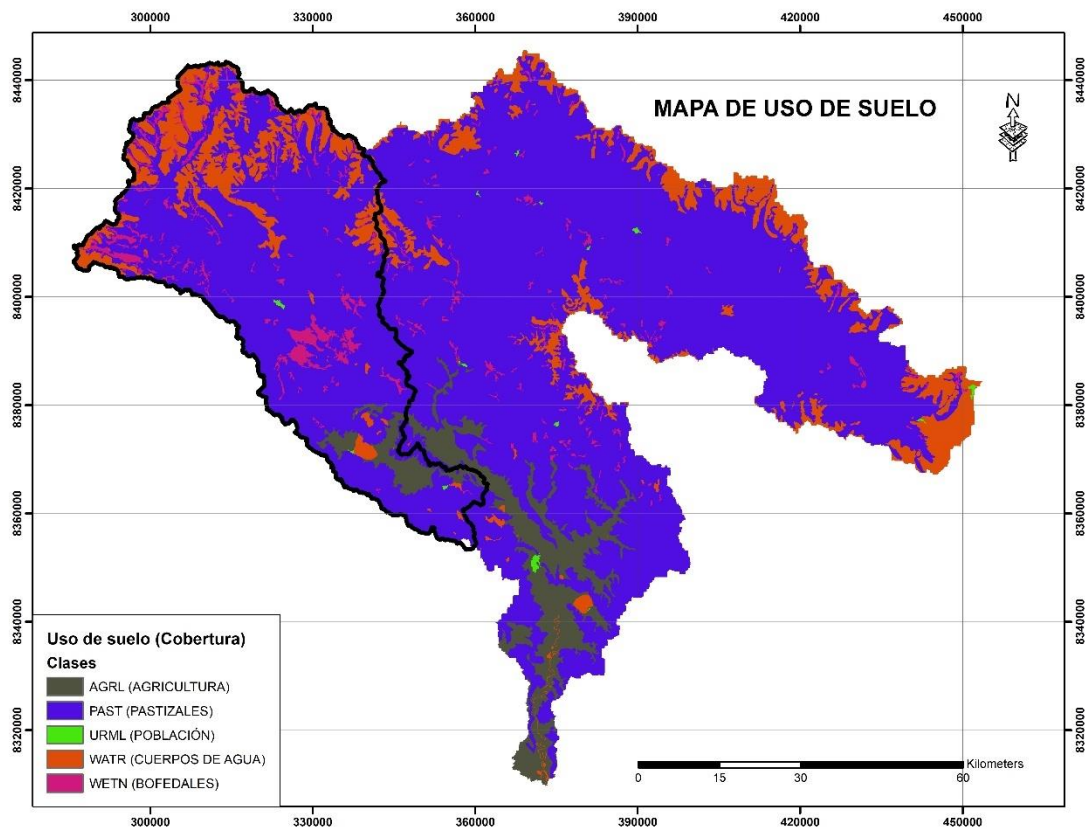 300000 330000 360000 390000 420000 450000
MAPA DE USO DE SUELO
N
8440000 8440000
8420000 8420000
8400000 8400000
8380000 8380000
8360000 8360000
8340000 8340000
8320000 8320000
Uso de suelo (Cobertura)
Clases
AGRL (AGRICULTURA)
PAST (PASTIZALES)
URML (POBLACIÓN)
WATR (CUERPOS DE AGUA)
WETN (BOFEDALES)
Kilometers
0 15 30 60
300000 330000 360000 390000 420000 450000